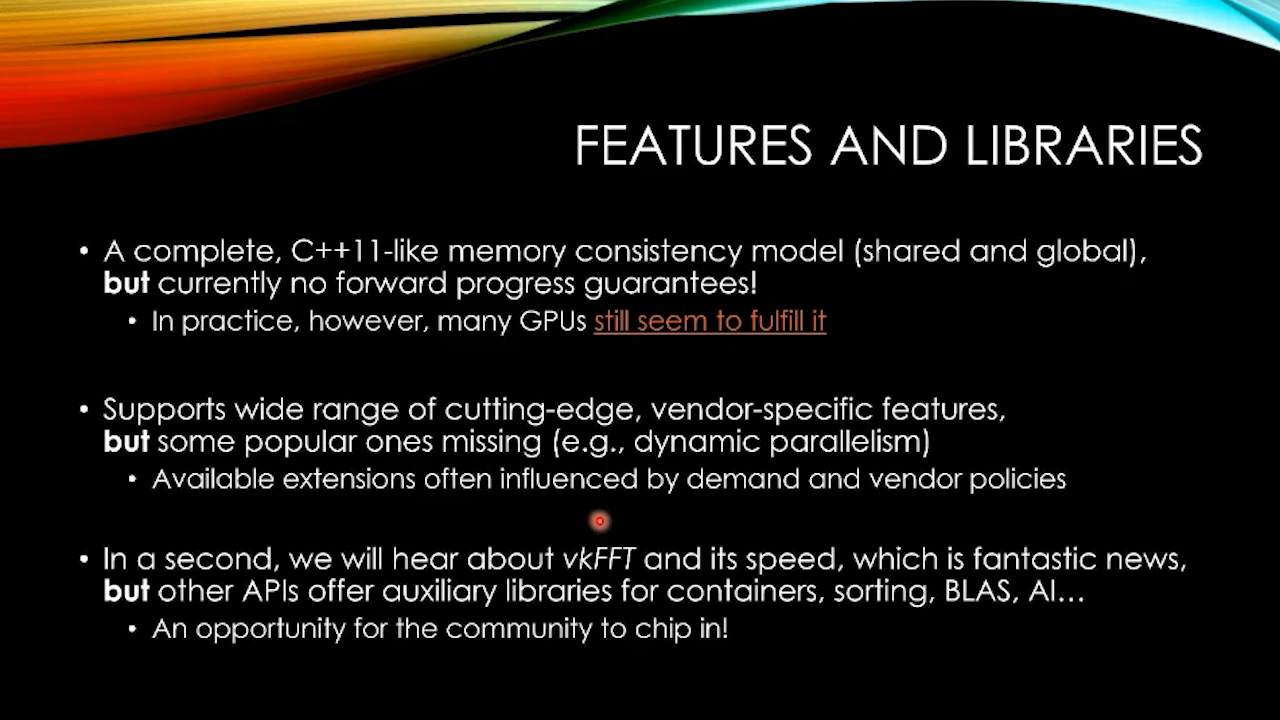 FEATURES AND LIBRARIES
• A complete, C++11-like memory consistency model (shared and global),
but currently no forward progress guarantees!
• In practice, however, many GPUs still seem to fulfill it
• Supports wide range of cutting-edge, vendor-specific features,
but some popular ones missing (e.g., dynamic parallelism)
• Available extensions often influenced by demand and vendor policies
• In a second, we will hear about vkFFT and its speed, which is fantastic news,
but other APIs offer auxiliary libraries for containers, sorting, BLAS, AI...
• An opportunity for the community to chip in!